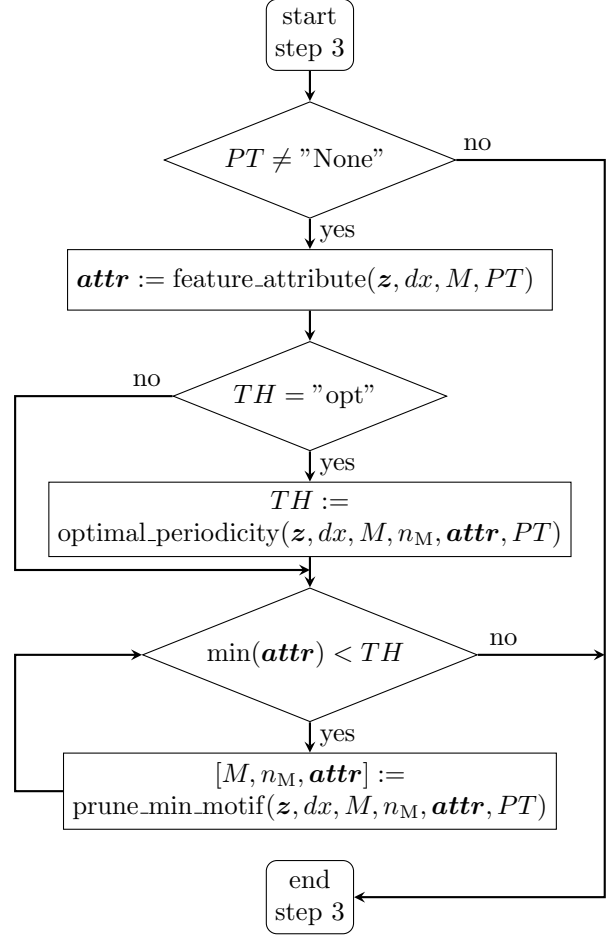 start
step 3
PT ≠ "None"
no
yes
attr := feature_attribute(z, dx, M, PT)
no
TH = "opt"
yes
TH :=
optimal_periodicity(z, dx, M, n_M, attr, PT)
min(attr) < TH
no
yes
[M, n_M, attr] :=
prune_min_motif(z, dx, M, n_M, attr, PT)
end
step 3